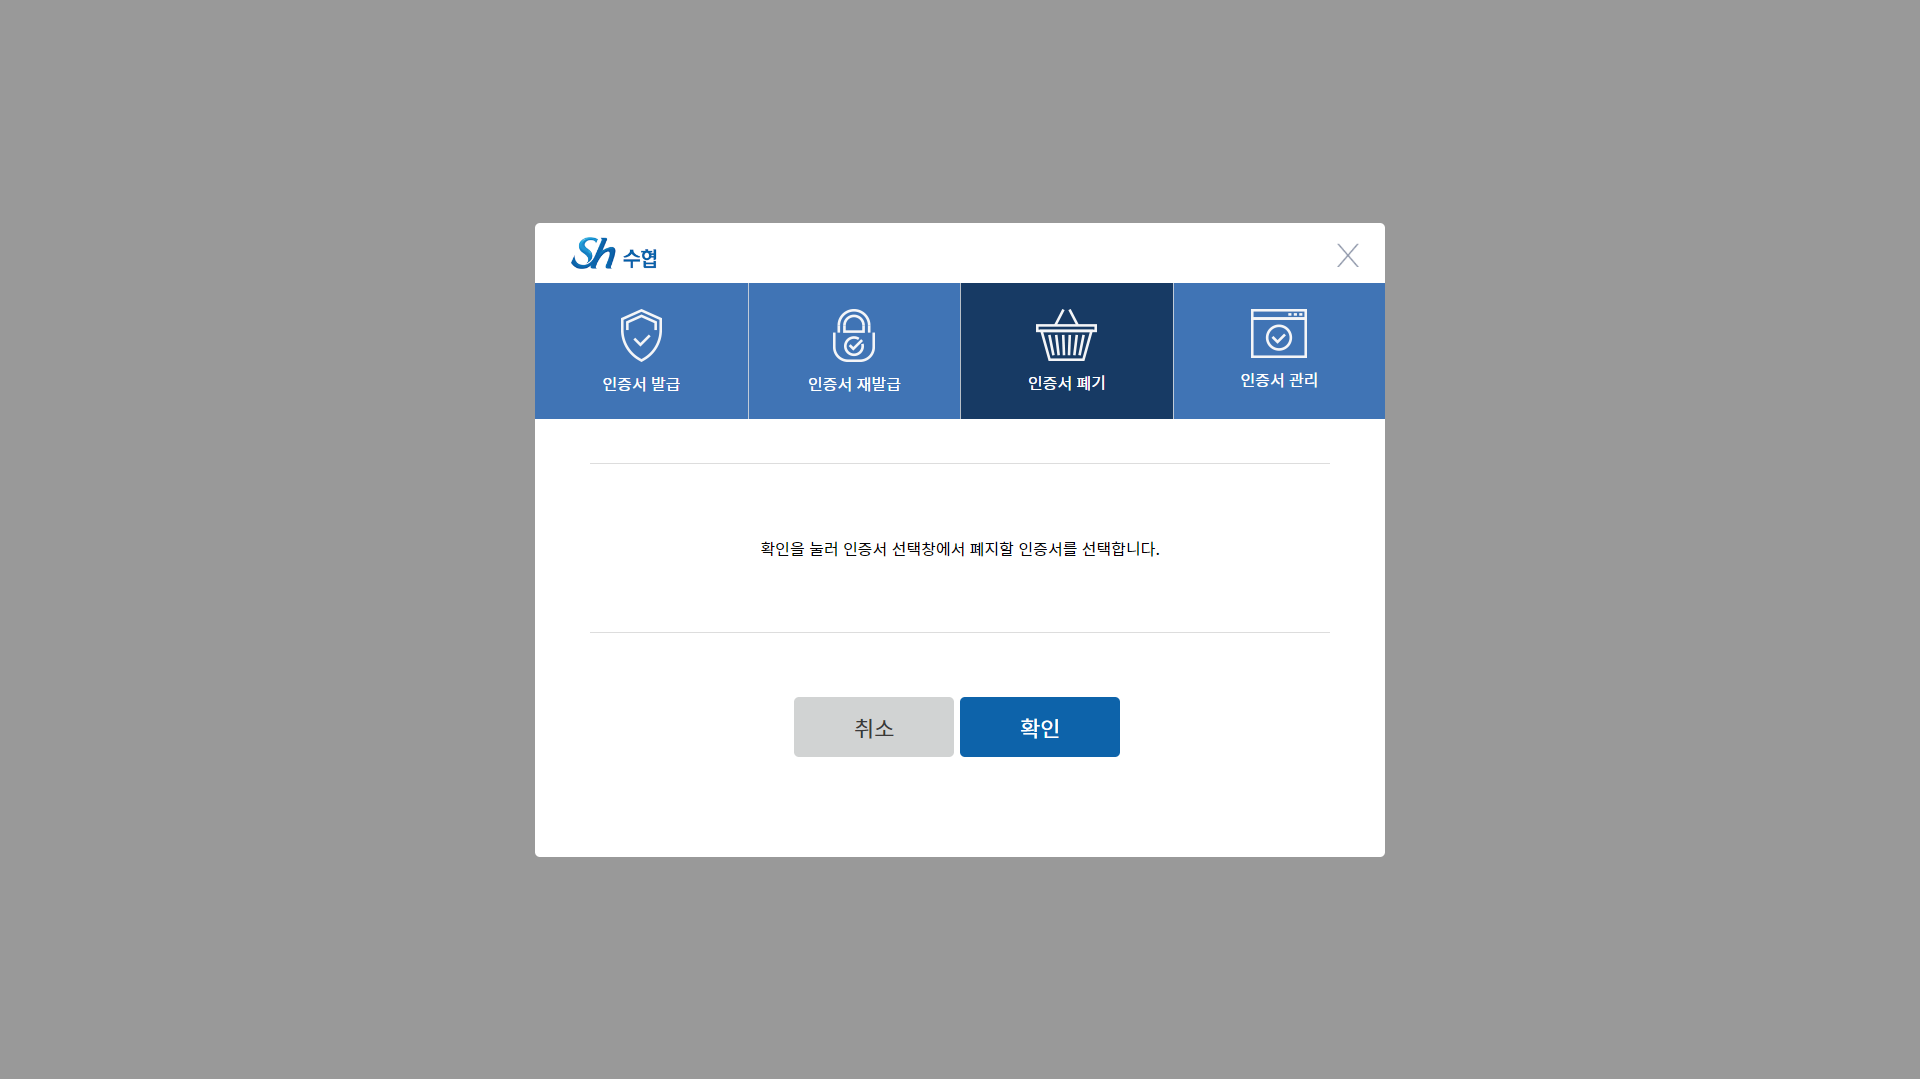 Sh 수협
인증서 발급
인증서 재발급
인증서 폐기
인증서 관리
확인을 눌러 인증서 선택창에서 폐지할 인증서를 선택합니다.
취소
확인